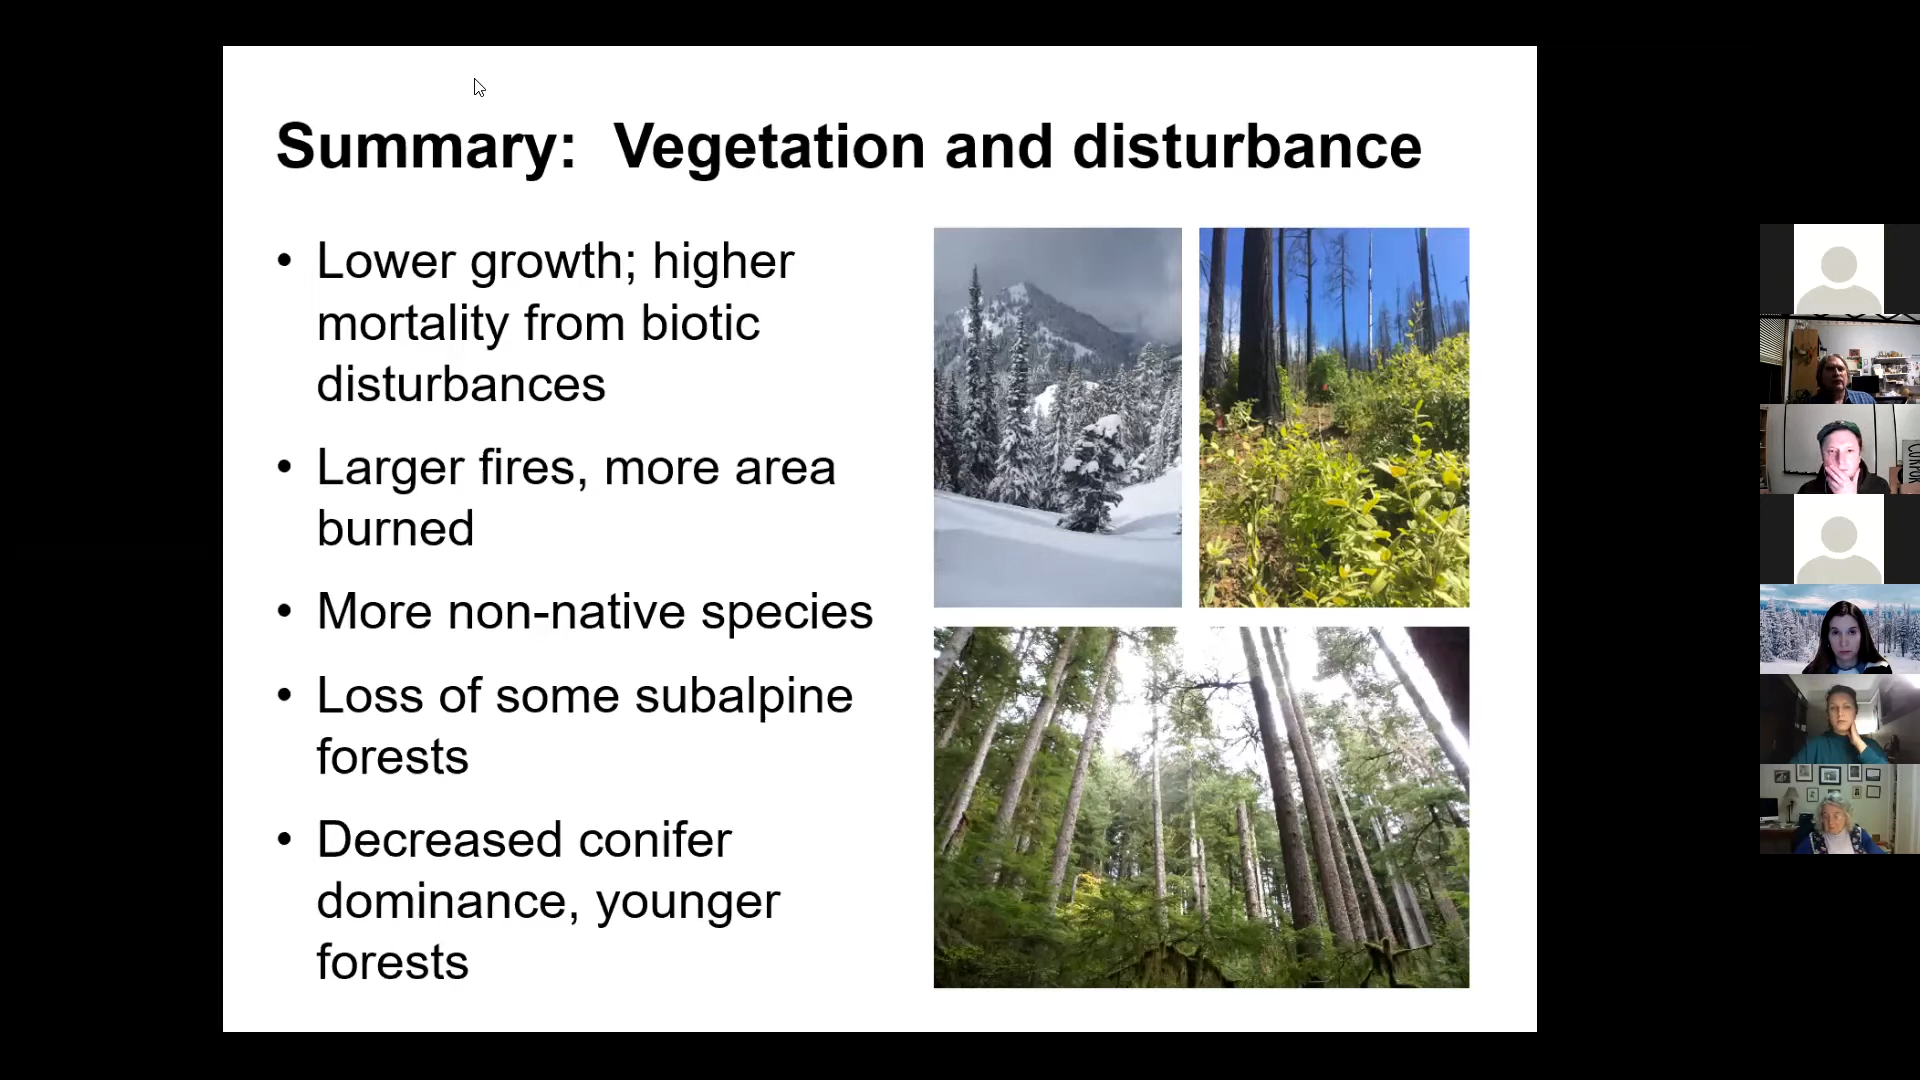 Summary: Vegetation and disturbance
• Lower growth; higher
mortality from biotic
disturbances
• Larger fires, more area
burned
• More non-native species
• Loss of some subalpine
forests
• Decreased conifer
dominance, younger
forests